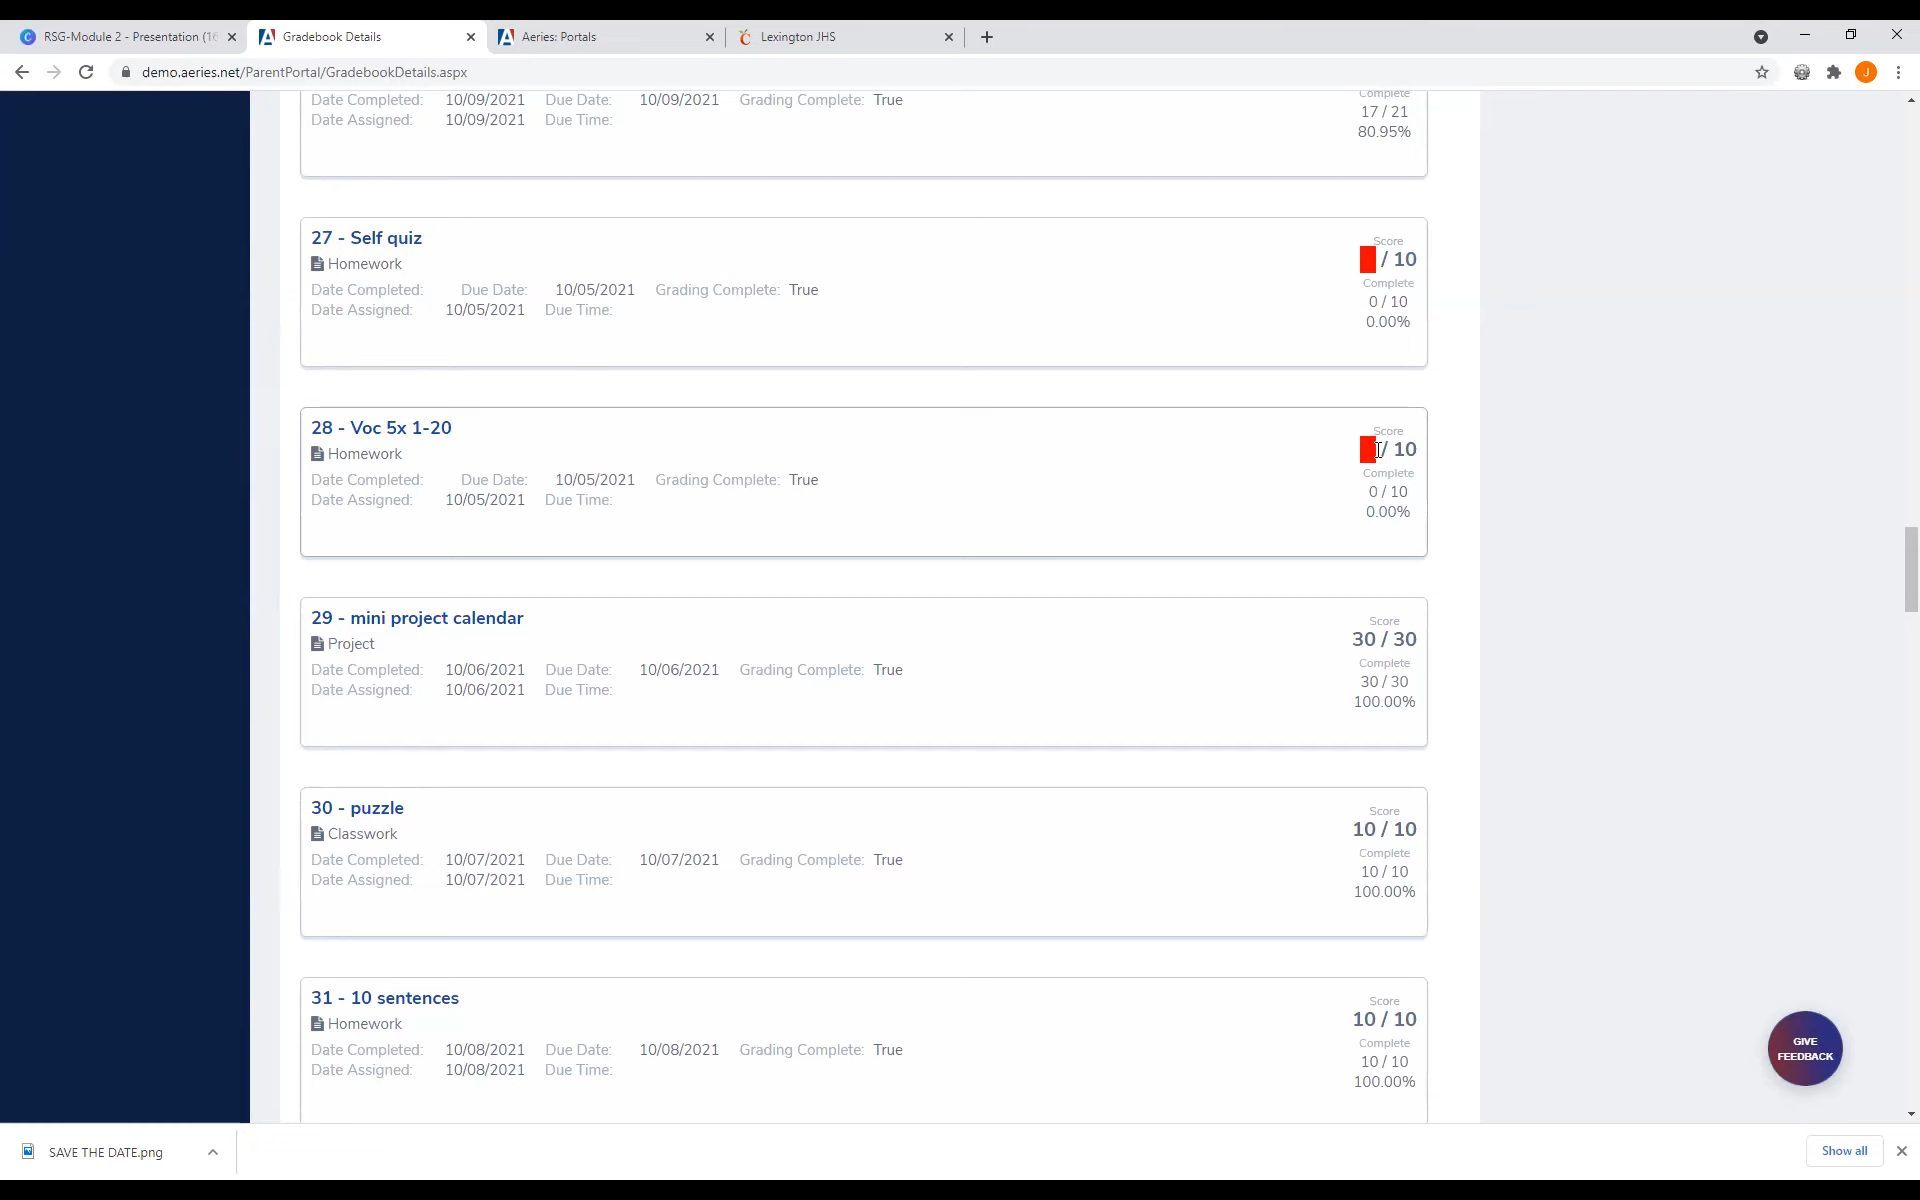 RSG-Module 2 - Presentation (16
Gradebook Details
Aeries: Portals
Lexington JHS
demo.aeries.net/ParentPortal/GradebookDetails.aspx
J
Date Completed: 10/09/2021 Due Date: 10/09/2021 Grading Complete: True
Date Assigned: 10/09/2021 Due Time:
Complete
17 / 21
80.95%
27 - Self quiz
Homework
Date Completed: Due Date: 10/05/2021 Grading Complete: True
Date Assigned: 10/05/2021 Due Time:
Score
/ 10
Complete
0 / 10
0.00%
28 - Voc 5x 1-20
Homework
Date Completed: Due Date: 10/05/2021 Grading Complete: True
Date Assigned: 10/05/2021 Due Time:
Score
/ 10
Complete
0 / 10
0.00%
29 - mini project calendar
Project
Date Completed: 10/06/2021 Due Date: 10/06/2021 Grading Complete: True
Date Assigned: 10/06/2021 Due Time:
Score
30 / 30
Complete
30 / 30
100.00%
30 - puzzle
Classwork
Date Completed: 10/07/2021 Due Date: 10/07/2021 Grading Complete: True
Date Assigned: 10/07/2021 Due Time:
Score
10 / 10
Complete
10 / 10
100.00%
31 - 10 sentences
Homework
Date Completed: 10/08/2021 Due Date: 10/08/2021 Grading Complete: True
Date Assigned: 10/08/2021 Due Time:
Score
10 / 10
Complete
10 / 10
100.00%
GIVE
FEEDBACK
SAVE THE DATE.png
Show all